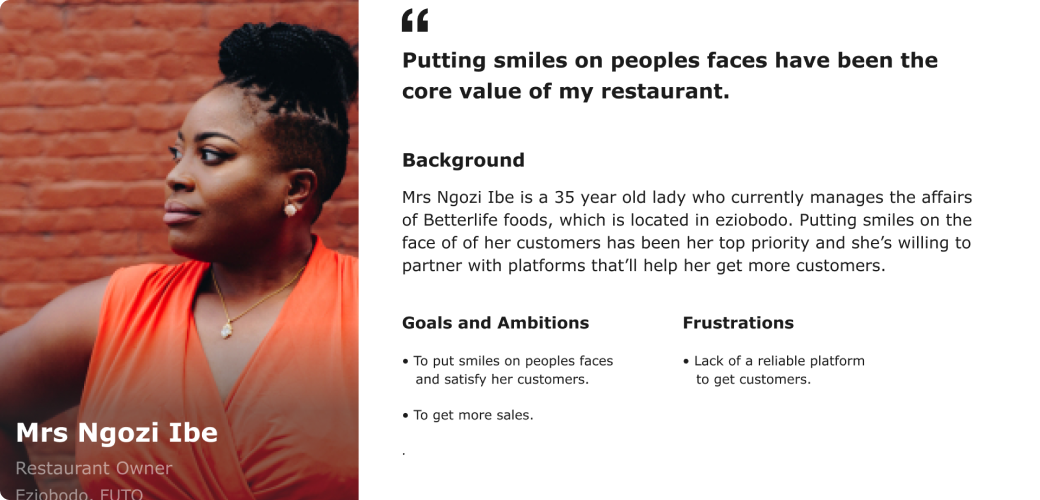 “
Putting smiles on peoples faces have been the
core value of my restaurant.
Background
Mrs Ngozi Ibe is a 35 year old lady who currently manages the affairs
of Betterlife foods, which is located in eziobodo. Putting smiles on the
face of of her customers has been her top priority and she’s willing to
partner with platforms that’ll help her get more customers.
Goals and Ambitions
• To put smiles on peoples faces
and satisfy her customers.
• To get more sales.
.
Frustrations
• Lack of a reliable platform
to get customers.
Mrs Ngozi Ibe
Restaurant Owner
Eziobodo, FUTO